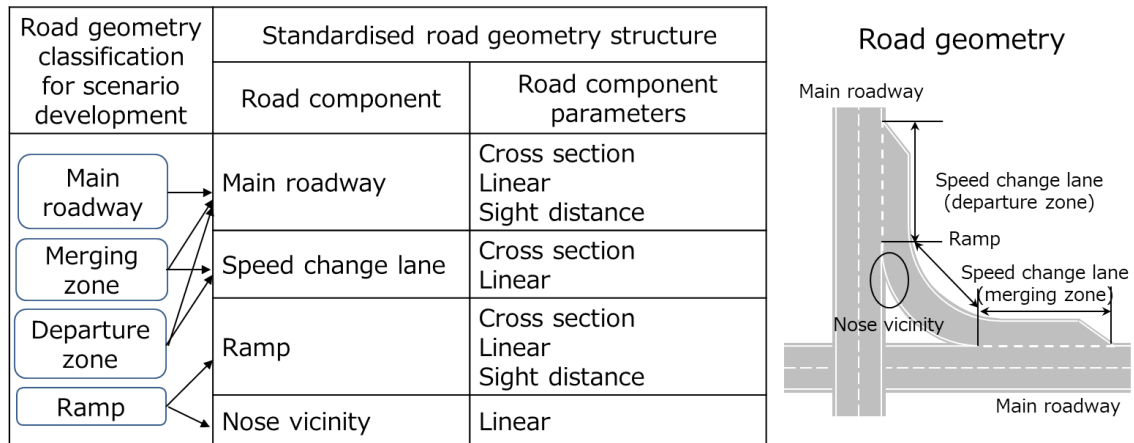 Road geometry
classification
for scenario
development
Standardised road geometry structure
Road component
Road component
parameters
Main
roadway
Merging
zone
Departure
zone
Ramp
Main roadway
Cross section
Linear
Sight distance
Speed change lane
Cross section
Linear
Ramp
Cross section
Linear
Sight distance
Nose vicinity
Linear
Road geometry
Main roadway
Speed change lane
(departure zone)
Ramp
Speed change lane
(merging zone)
Nose vicinity
Main roadway